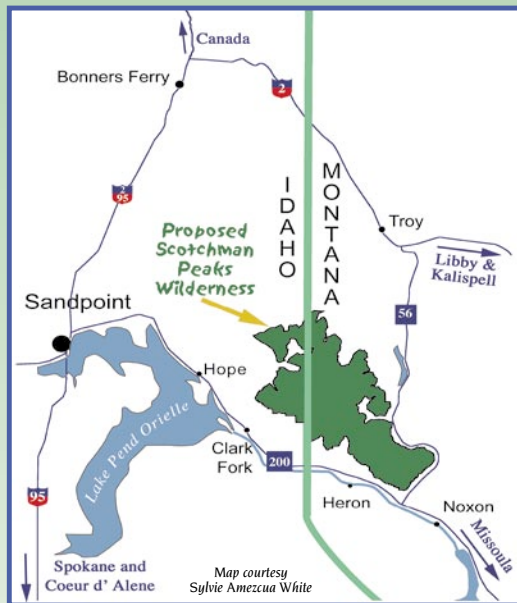 Canada
Bonners Ferry
2
2
95
IDAHO
MONTANA
Troy
Proposed
Scotchman
Peaks
Wilderness
Libby &
Kalispell
Sandpoint
56
Hope
Lake Pend Orielle
Clark
Fork
200
95
Heron
Noxon
Missoula
Spokane and
Coeur d' Alene
Map courtesy
Sylvie Amezcua White